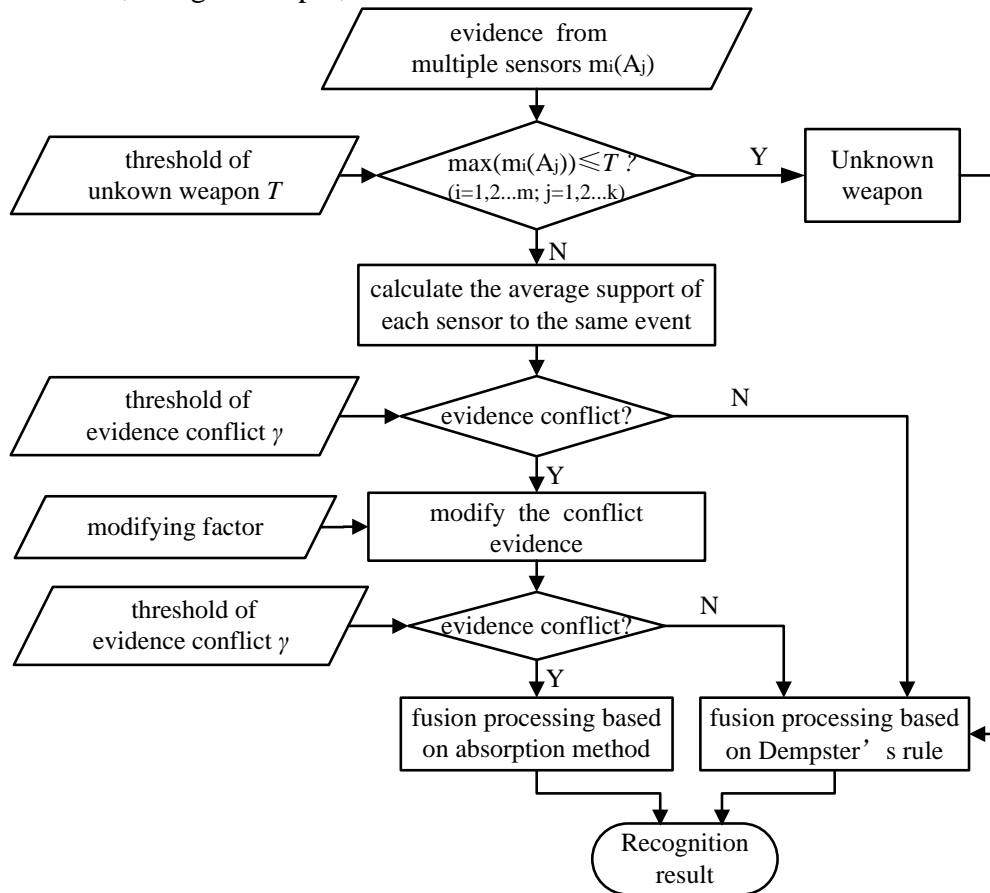 evidence from
multiple sensors mi(Aj)
threshold of
unkown weapon T
max(mi(Aj))≤T ?
(i=1,2...m; j=1,2...k)
Y
Unknown
weapon
N
calculate the average support of
each sensor to the same event
threshold of
evidence conflict γ
evidence conflict?
N
Y
modifying factor
modify the conflict
evidence
threshold of
evidence conflict γ
evidence conflict?
N
Y
fusion processing based
on absorption method
fusion processing based
on Dempster’ s rule
Recognition
result